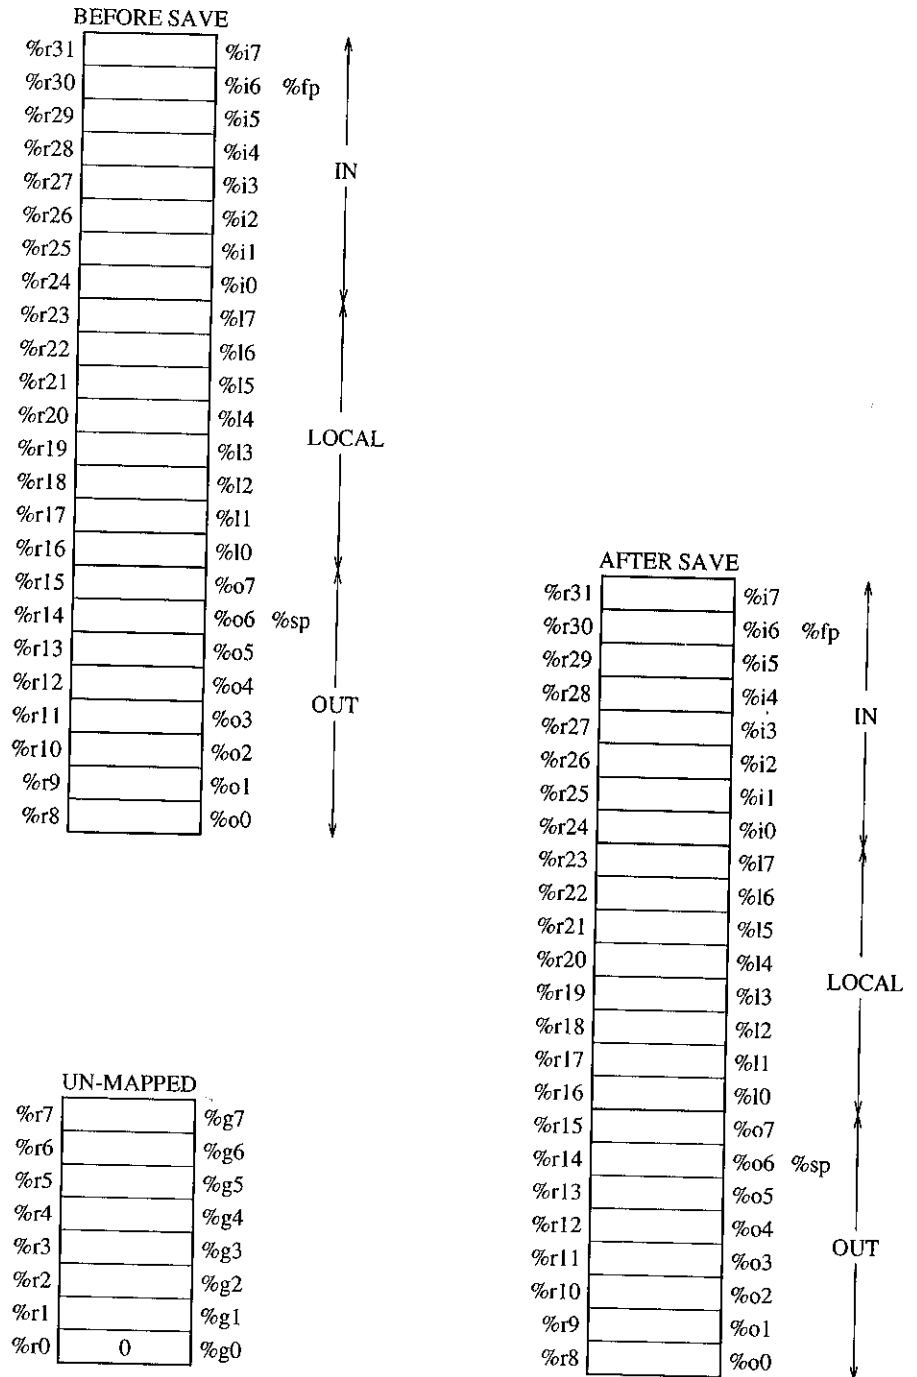 BEFORE SAVE
%r31 %i7
%r30 %i6 %fp
%r29 %i5
%r28 %i4
%r27 %i3
IN
%r26 %i2
%r25 %i1
%r24 %i0
%r23 %l7
%r22 %l6
%r21 %l5
%r20 %l4
%r19 %l3
LOCAL
%r18 %l2
%r17 %l1
%r16 %l0
%r15 %o7
%r14 %o6 %sp
%r13 %o5
%r12 %o4
%r11 %o3
OUT
%r10 %o2
%r9 %o1
%r8 %o0
AFTER SAVE
%r31 %i7
%r30 %i6 %fp
%r29 %i5
%r28 %i4
%r27 %i3
IN
%r26 %i2
%r25 %i1
%r24 %i0
%r23 %l7
%r22 %l6
%r21 %l5
%r20 %l4
%r19 %l3
LOCAL
%r18 %l2
%r17 %l1
%r16 %l0
%r15 %o7
%r14 %o6 %sp
%r13 %o5
%r12 %o4
%r11 %o3
OUT
%r10 %o2
%r9 %o1
%r8 %o0
UN-MAPPED
%r7 %g7
%r6 %g6
%r5 %g5
%r4 %g4
%r3 %g3
%r2 %g2
%r1 %g1
%r0 0 %g0